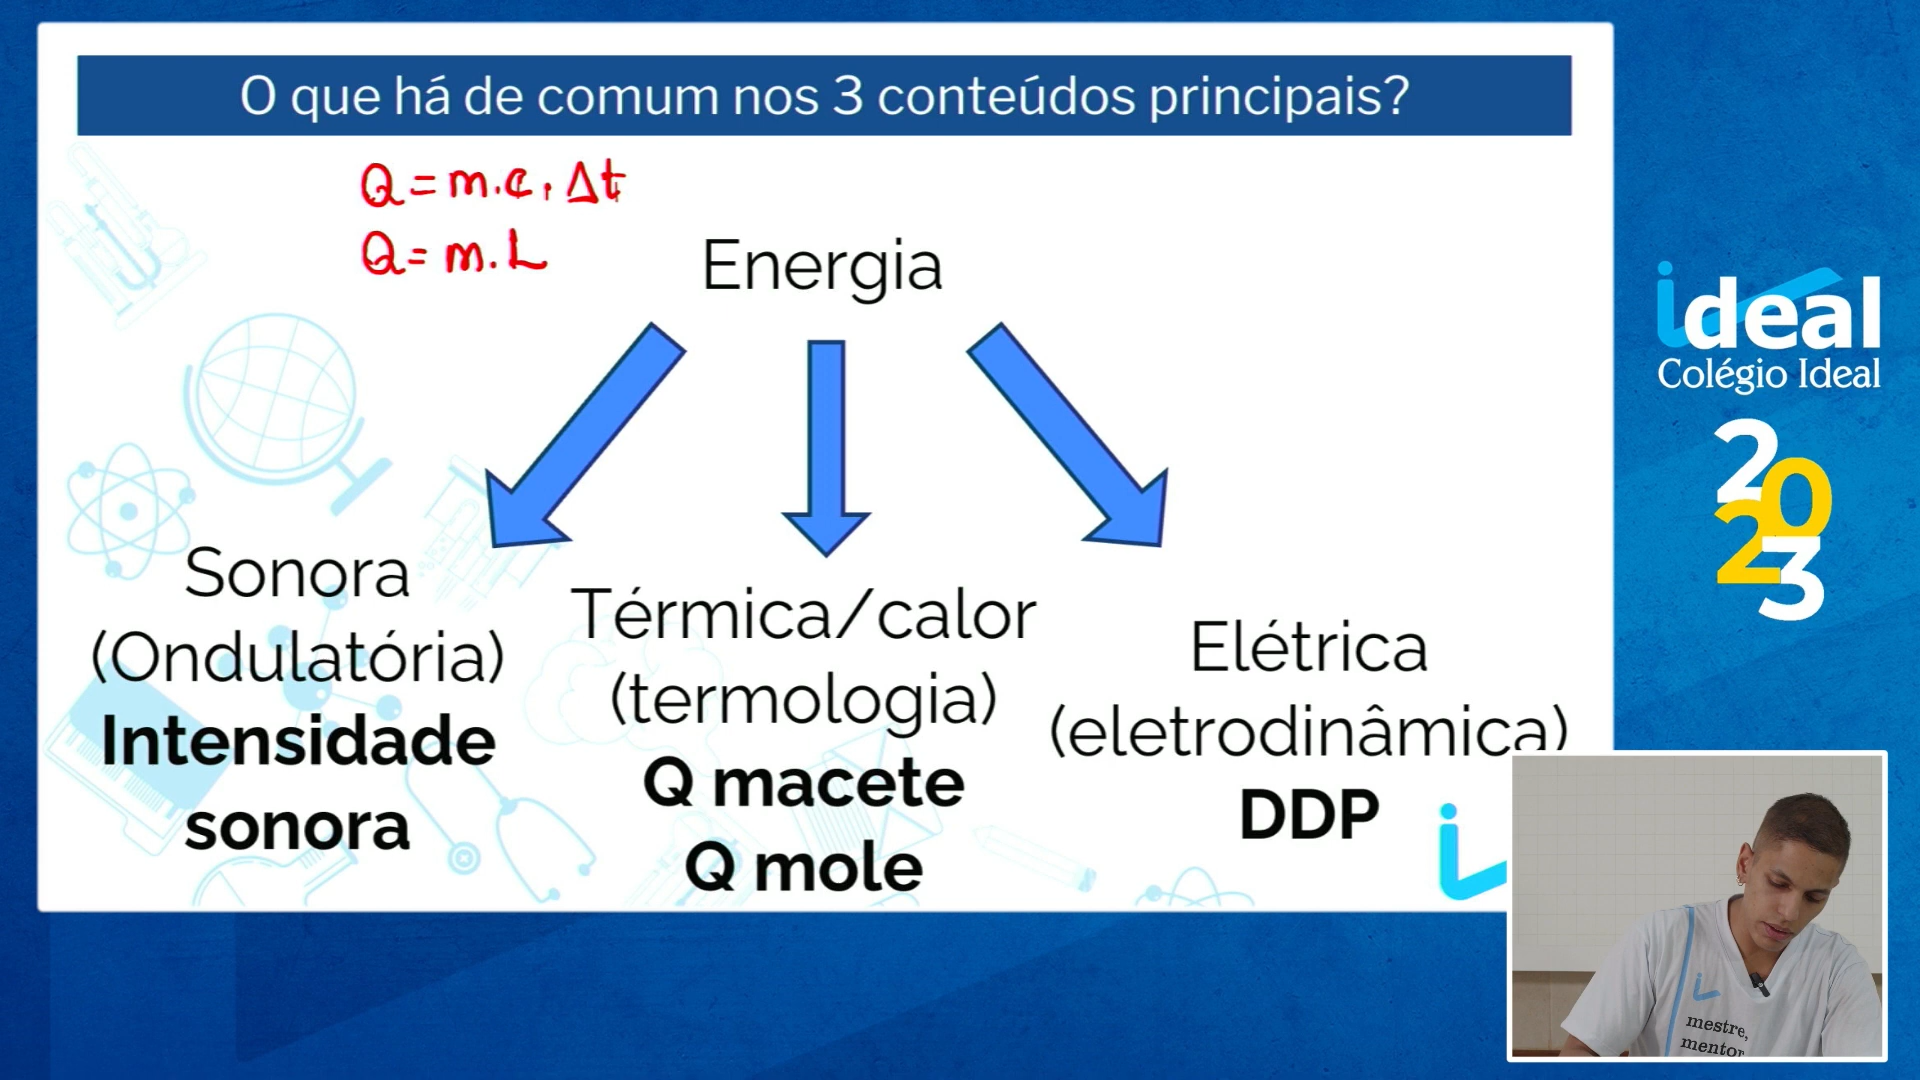 O que há de comum nos 3 conteúdos principais?
Q = m.c.Δt
Q = m.L
Energia
Sonora
(Ondulatória)
Intensidade
sonora
Térmica/calor
(termologia)
Q macete
Q mole
Elétrica
(eletrodinâmica)
DDP
ideal
Colégio Ideal
2023
mestre,
mentor